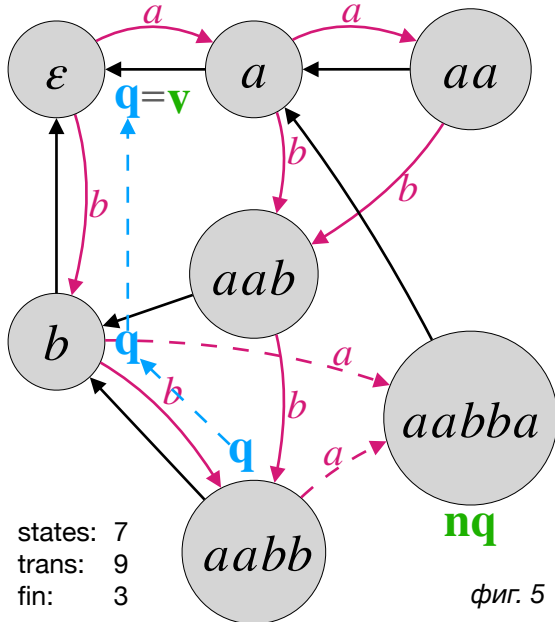 a a
ε a aa
q=v
b b b
aab
b q a
b b aabba
q a
nq
aabb
states: 7
trans: 9
fin: 3
фиг. 5